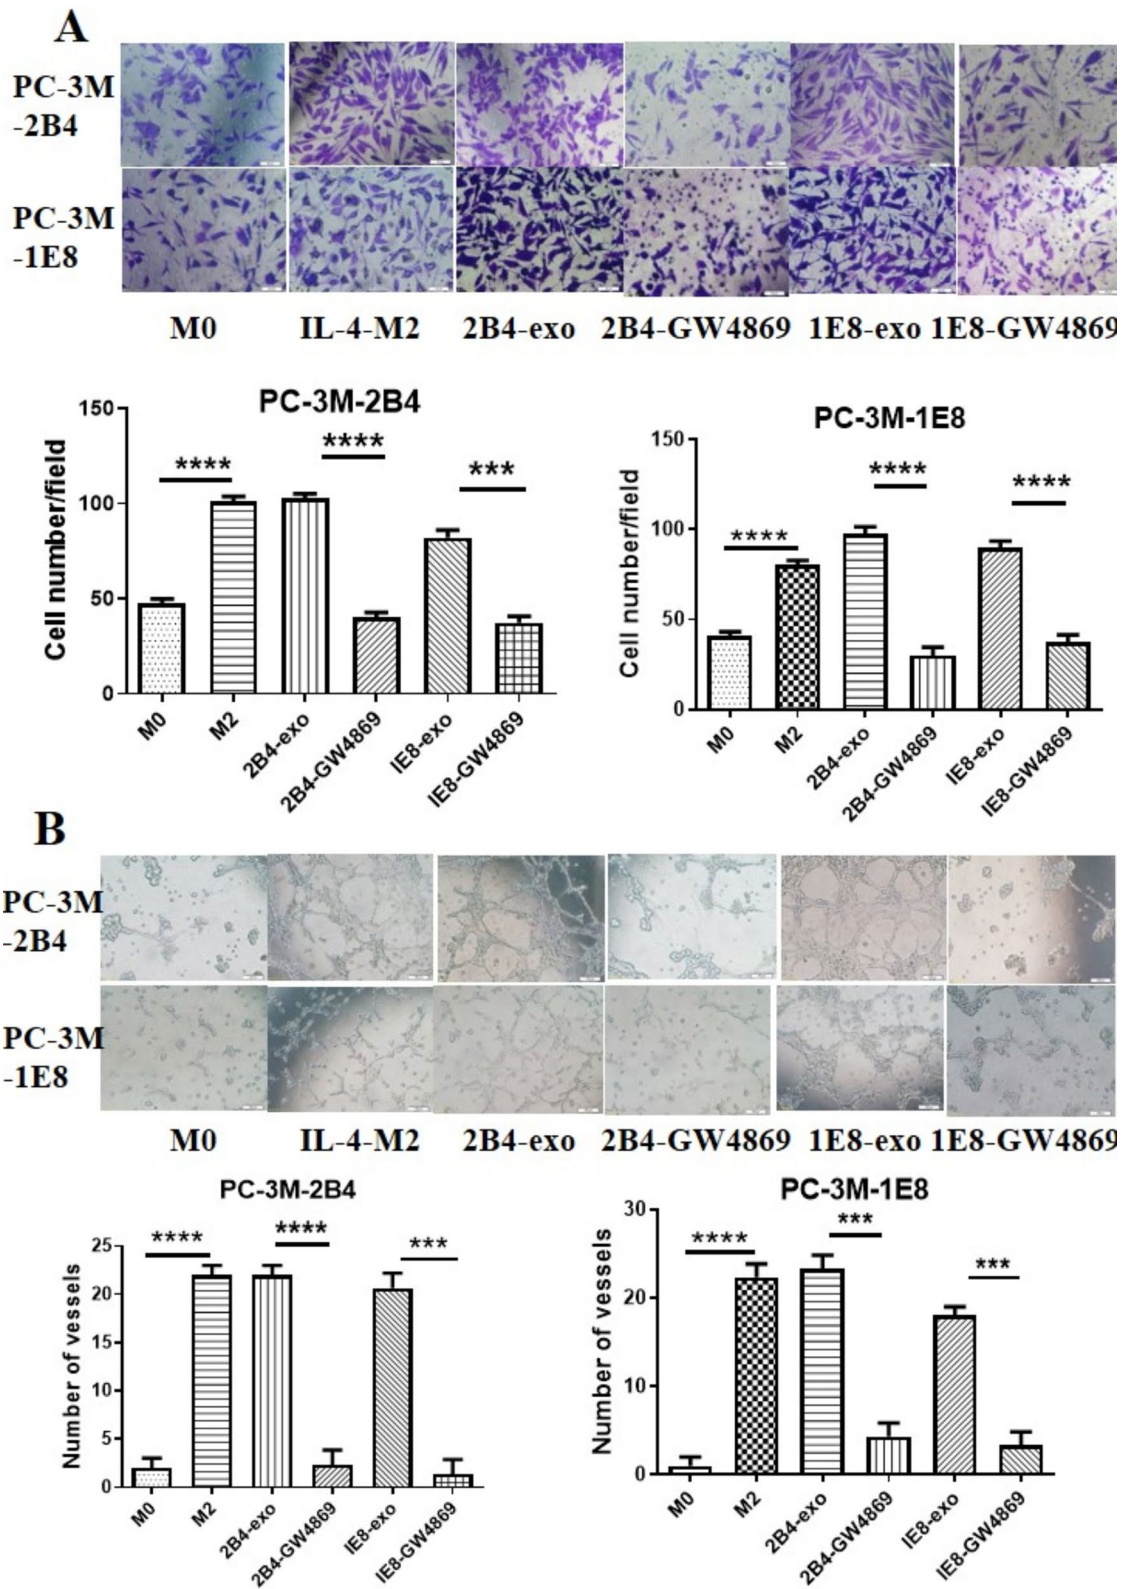 A
PC-3M
-2B4
PC-3M
-1E8
M0 IL-4-M2 2B4-exo 2B4-GW4869 1E8-exo 1E8-GW4869
PC-3M-2B4
Cell number/field
150
100
50
0
**** **** ***
M0 M2 2B4-exo 2B4-GW4869 IE8-exo IE8-GW4869
PC-3M-1E8
Cell number/field
150
100
50
0
**** **** ****
M0 M2 2B4-exo 2B4-GW4869 IE8-exo IE8-GW4869
B
PC-3M
-2B4
PC-3M
-1E8
M0 IL-4-M2 2B4-exo 2B4-GW4869 1E8-exo 1E8-GW4869
PC-3M-2B4
Number of vessels
25
20
15
10
5
0
**** **** ***
M0 M2 2B4-exo 2B4-GW4869 IE8-exo IE8-GW4869
PC-3M-1E8
Number of vessels
30
20
10
0
**** *** ***
M0 M2 2B4-exo 2B4-GW4869 IE8-exo IE8-GW4869